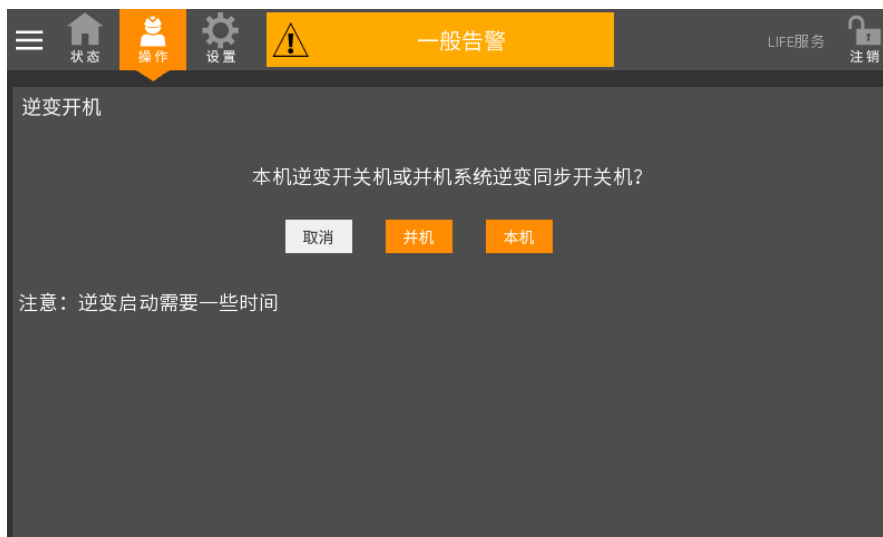 状态
操作
设置
一般告警
LIFE服务
注销
逆变开机
本机逆变开关机或并机系统逆变同步开关机？
取消
并机
本机
注意：逆变启动需要一些时间